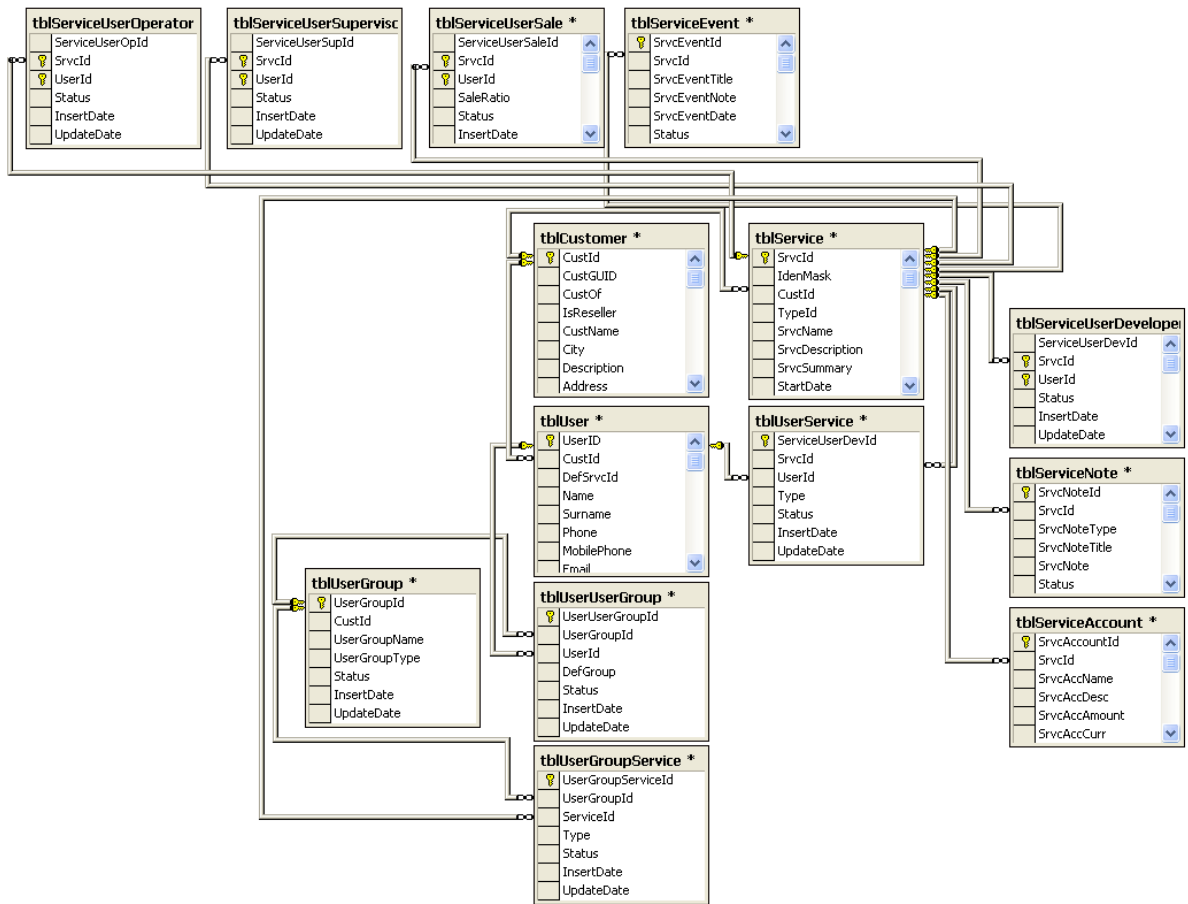 tblServiceUserOperator
ServiceUserOpId
SrvcId
UserId
Status
InsertDate
UpdateDate
tblServiceUserSupervisc
ServiceUserSupId
SrvcId
UserId
Status
InsertDate
UpdateDate
tblServiceUserSale *
ServiceUserSaleId
SrvcId
UserId
SaleRatio
Status
InsertDate
tblServiceEvent *
SrvcEventId
SrvcId
SrvcEventTitle
SrvcEventNote
SrvcEventDate
Status
tblCustomer *
CustId
CustGUID
CustOf
IsReseller
CustName
City
Description
Address
tblService *
SrvcId
IdenMask
CustId
TypeId
SrvcName
SrvcDescription
SrvcSummary
StartDate
tblServiceUserDeveloper
ServiceUserDevId
SrvcId
UserId
Status
InsertDate
UpdateDate
tblUser *
UserID
CustId
DefSrvcId
Name
Surname
Phone
MobilePhone
Email
tblUserService *
ServiceUserDevId
SrvcId
UserId
Type
Status
InsertDate
UpdateDate
tblServiceNote *
SrvcNoteId
SrvcId
SrvcNoteType
SrvcNoteTitle
SrvcNote
Status
tblUserGroup *
UserGroupId
CustId
UserGroupName
UserGroupType
Status
InsertDate
UpdateDate
tblUserUserGroup *
UserUserGroupId
UserGroupId
UserId
DefGroup
Status
InsertDate
UpdateDate
tblServiceAccount *
SrvcAccountId
SrvcId
SrvcAccName
SrvcAccDesc
SrvcAccAmount
SrvcAccCurr
tblUserGroupService *
UserGroupServiceId
UserGroupId
ServiceId
Type
Status
InsertDate
UpdateDate